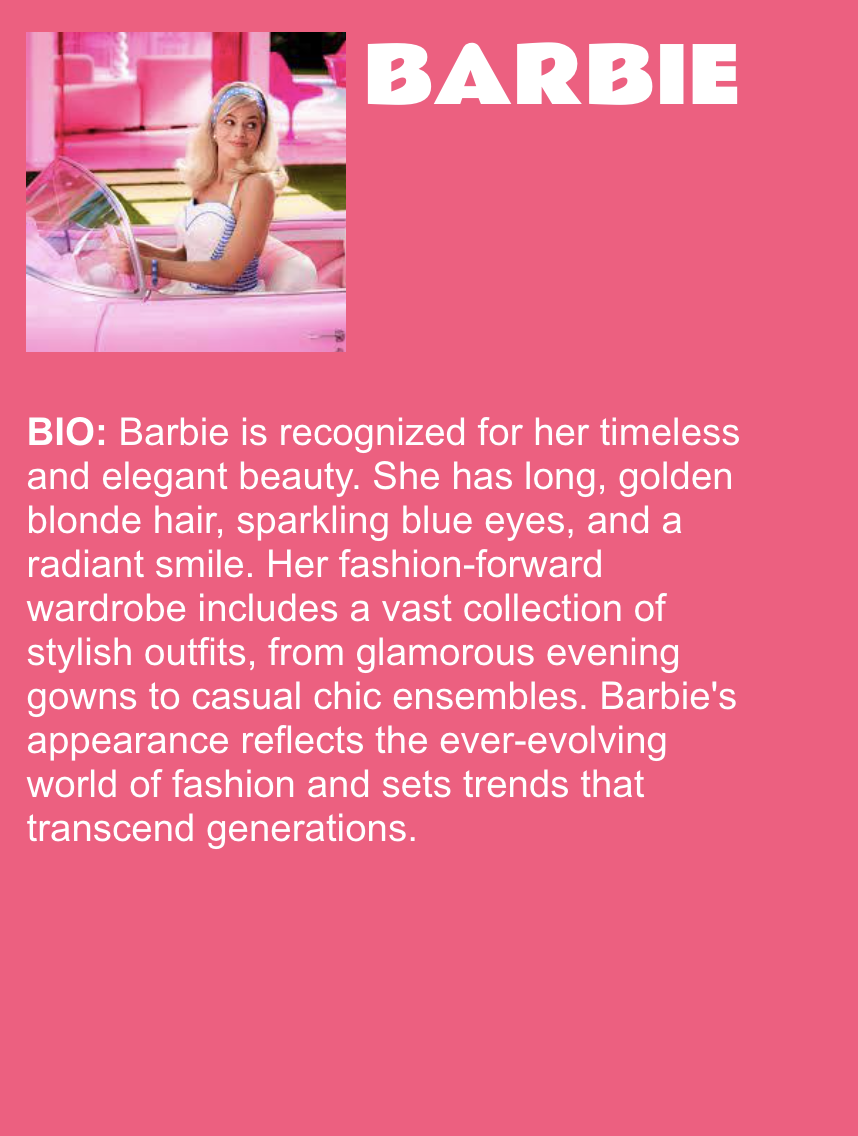 BARBIE
BIO: Barbie is recognized for her timeless
and elegant beauty. She has long, golden
blonde hair, sparkling blue eyes, and a
radiant smile. Her fashion-forward
wardrobe includes a vast collection of
stylish outfits, from glamorous evening
gowns to casual chic ensembles. Barbie's
appearance reflects the ever-evolving
world of fashion and sets trends that
transcend generations.